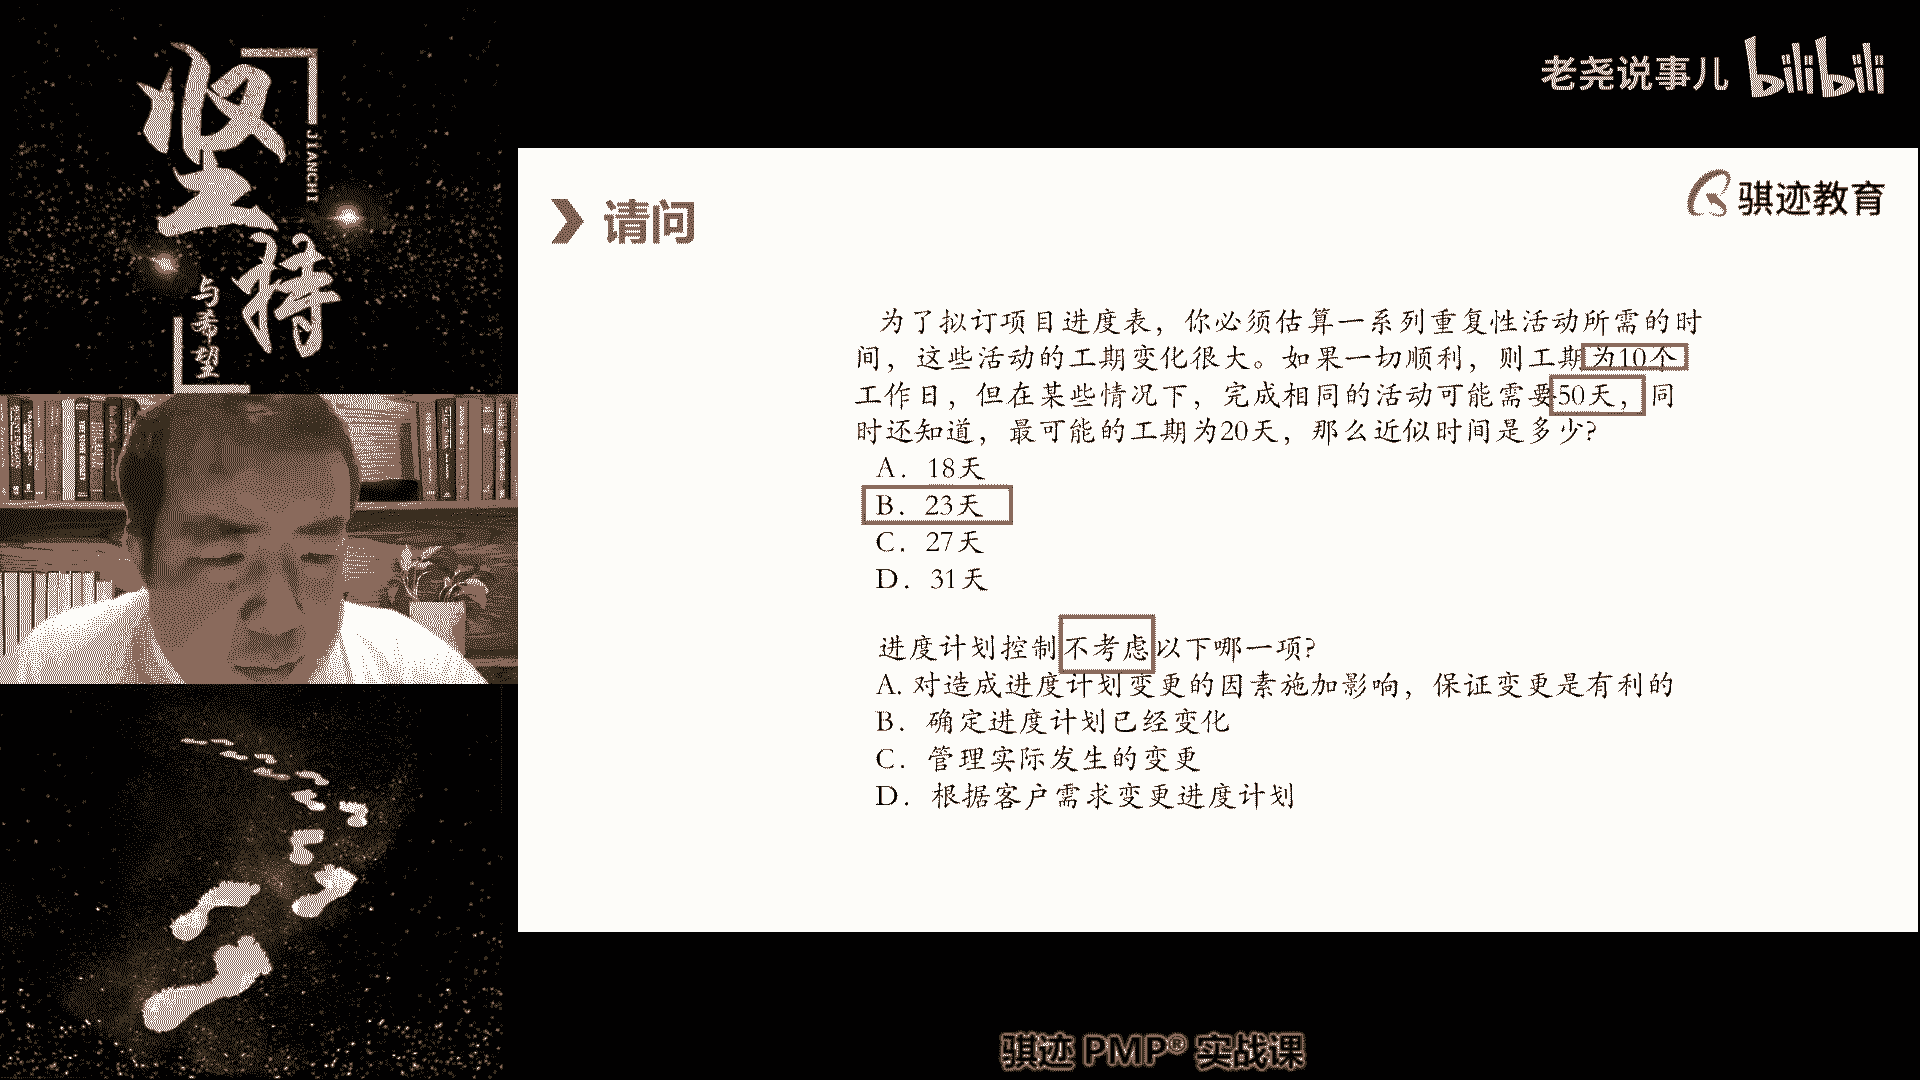 坚持
JIANCHI
与希望
老尧说事儿 bilibili
骐迹教育
请问
为了拟订项目进度表，你必须估算一系列重复性活动所需的时
间，这些活动的工期变化很大。如果一切顺利，则工期为10个
工作日，但在某些情况下，完成相同的活动可能需要50天，同
时还知道，最可能的工期为20天，那么近似时间是多少?
A．18天
B．23天
C．27天
D．31天
进度计划控制不考虑以下哪一项?
A. 对造成进度计划变更的因素施加影响，保证变更是有利的
B．确定进度计划已经变化
C．管理实际发生的变更
D．根据客户需求变更进度计划
骐迹 PMP® 实战课